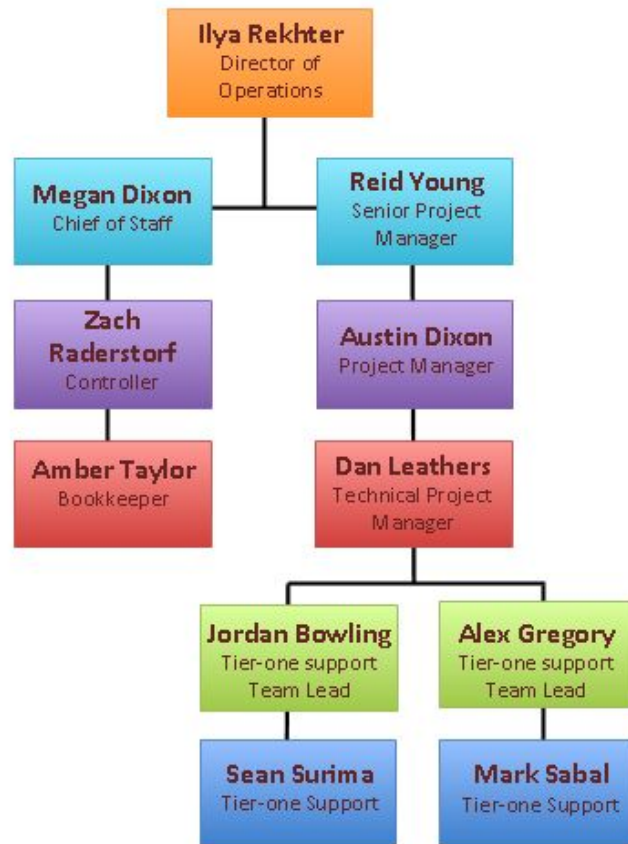 Ilya Rekhter
Director of
Operations
Megan Dixon
Chief of Staff
Reid Young
Senior Project
Manager
Zach
Raderstorf
Controller
Austin Dixon
Project Manager
Amber Taylor
Bookkeeper
Dan Leathers
Technical Project
Manager
Jordan Bowling
Tier-one support
Team Lead
Alex Gregory
Tier-one support
Team Lead
Sean Surima
Tier-one Support
Mark Sabal
Tier-one Support